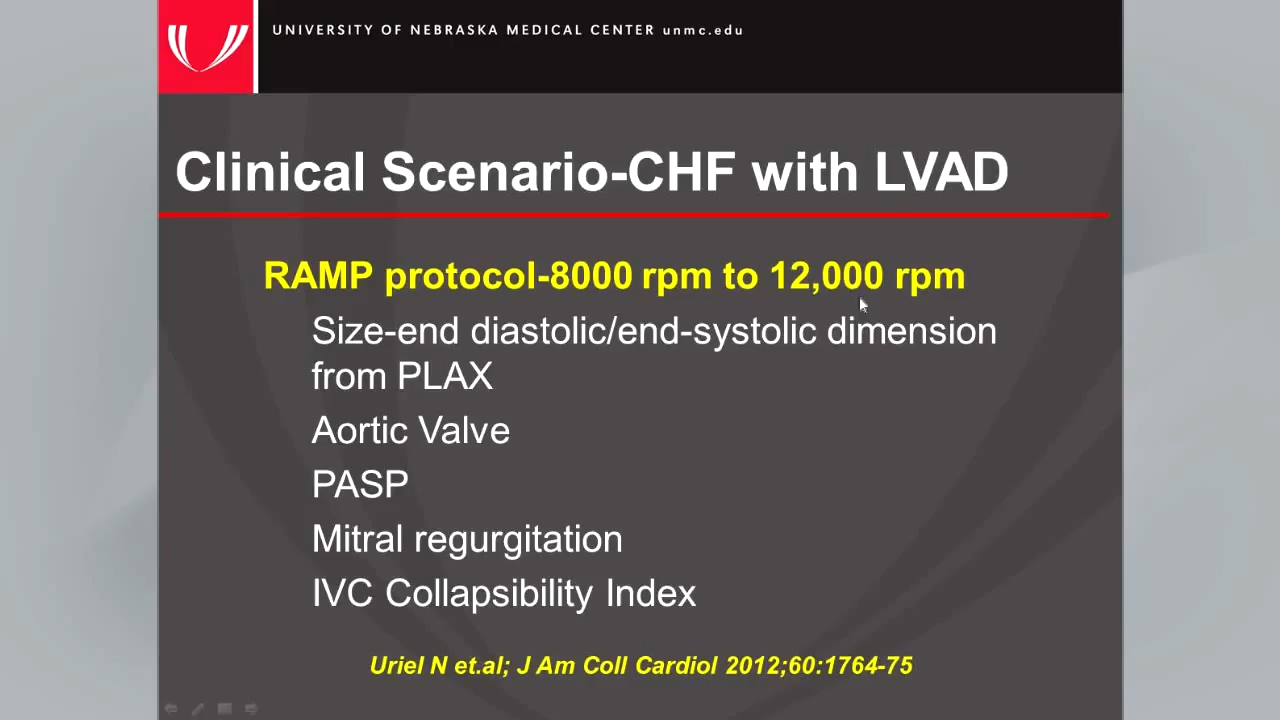 UNIVERSITY OF NEBRASKA MEDICAL CENTER unmc.edu
Clinical Scenario-CHF with LVAD
RAMP protocol-8000 rpm to 12,000 rpm
Size-end diastolic/end-systolic dimension
from PLAX
Aortic Valve
PASP
Mitral regurgitation
IVC Collapsibility Index
Uriel N et.al; J Am Coll Cardiol 2012;60:1764-75